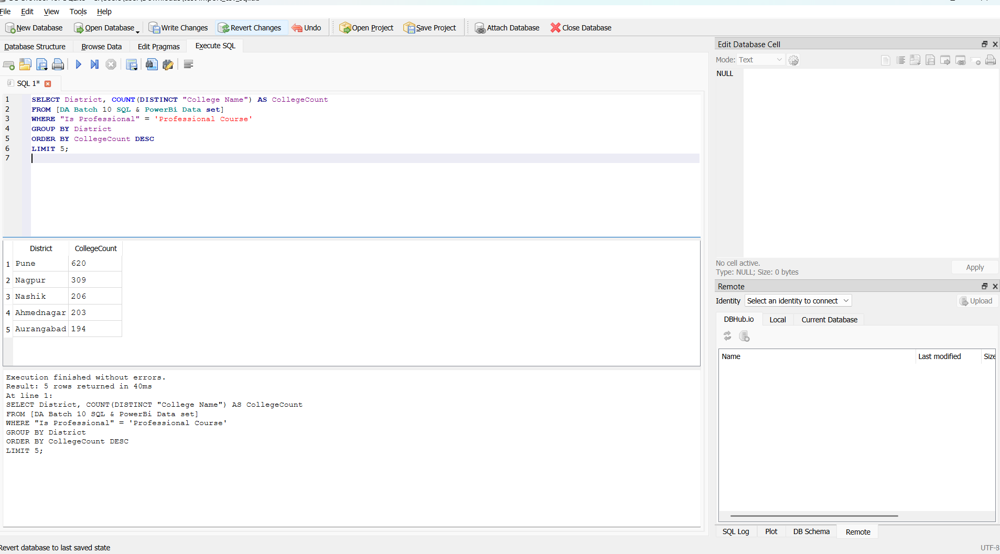 File Edit View Tools Help
New Database Open Database Write Changes Revert Changes Undo Open Project Save Project Attach Database Close Database
Database Structure Browse Data Edit Pragmas Execute SQL
SQL 1*
1 SELECT District, COUNT(DISTINCT "College Name") AS CollegeCount
2 FROM [DA Batch 10 SQL & PowerBi Data set]
3 WHERE "Is Professional" = 'Professional Course'
4 GROUP BY District
5 ORDER BY CollegeCount DESC
6 LIMIT 5;
7
District CollegeCount
1 Pune 620
2 Nagpur 309
3 Nashik 206
4 Ahmednagar 203
5 Aurangabad 194
Execution finished without errors.
Result: 5 rows returned in 40ms
At line 1:
SELECT District, COUNT(DISTINCT "College Name") AS CollegeCount
FROM [DA Batch 10 SQL & PowerBi Data set]
WHERE "Is Professional" = 'Professional Course'
GROUP BY District
ORDER BY CollegeCount DESC
LIMIT 5;
Edit Database Cell
Mode: Text
NULL
No cell active.
Type: NULL; Size: 0 bytes
Apply
Remote
Identity Select an identity to connect Upload
DBHub.io Local Current Database
Name Last modified Size
SQL Log Plot DB Schema Remote
Revert database to last saved state
UTF-8